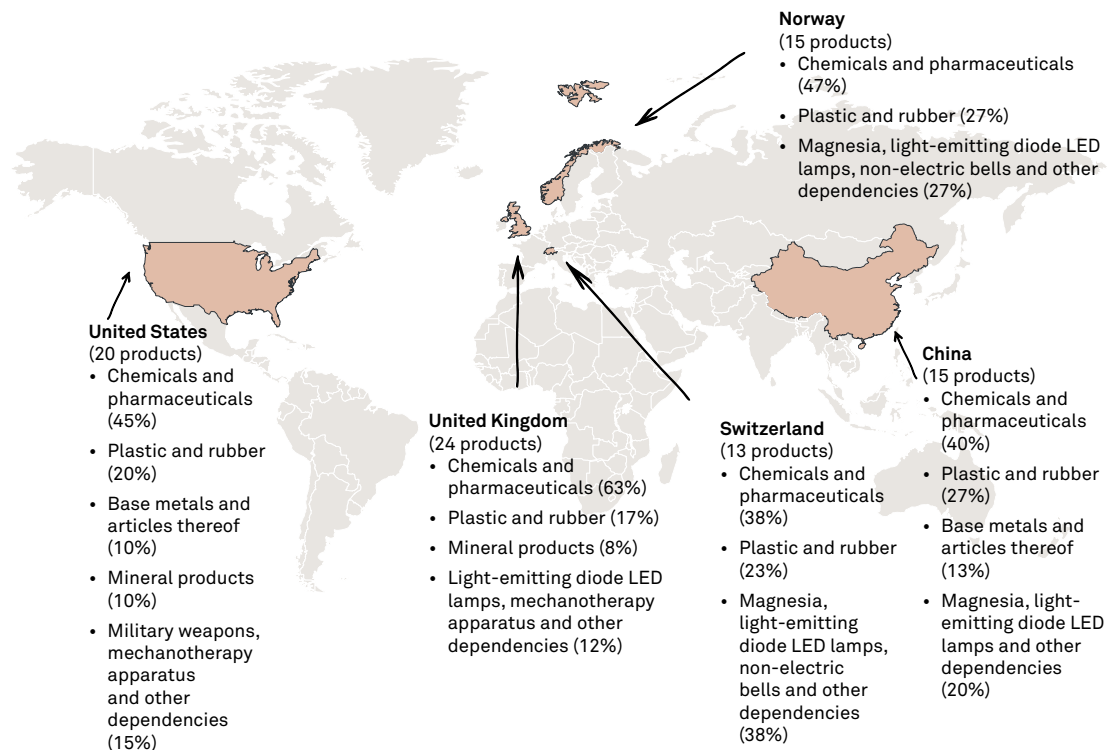 Norway
(15 products)
• Chemicals and pharmaceuticals
(47%)
• Plastic and rubber (27%)
• Magnesia, light-emitting diode LED
lamps, non-electric bells and other
dependencies (27%)
United States
(20 products)
• Chemicals and
pharmaceuticals
(45%)
• Plastic and rubber
(20%)
• Base metals and
articles thereof
(10%)
• Mineral products
(10%)
• Military weapons,
mechanotherapy
apparatus
and other
dependencies
(15%)
United Kingdom
(24 products)
• Chemicals and
pharmaceuticals (63%)
• Plastic and rubber (17%)
• Mineral products (8%)
• Light-emitting diode LED
lamps, mechanotherapy
apparatus and other
dependencies (12%)
Switzerland
(13 products)
• Chemicals and
pharmaceuticals
(38%)
• Plastic and rubber
(23%)
• Magnesia,
light-emitting
diode LED lamps,
non-electric
bells and other
dependencies
(38%)
China
(15 products)
• Chemicals and
pharmaceuticals
(40%)
• Plastic and rubber
(27%)
• Base metals and
articles thereof
(13%)
• Magnesia, light-
emitting diode LED
lamps and other
dependencies
(20%)